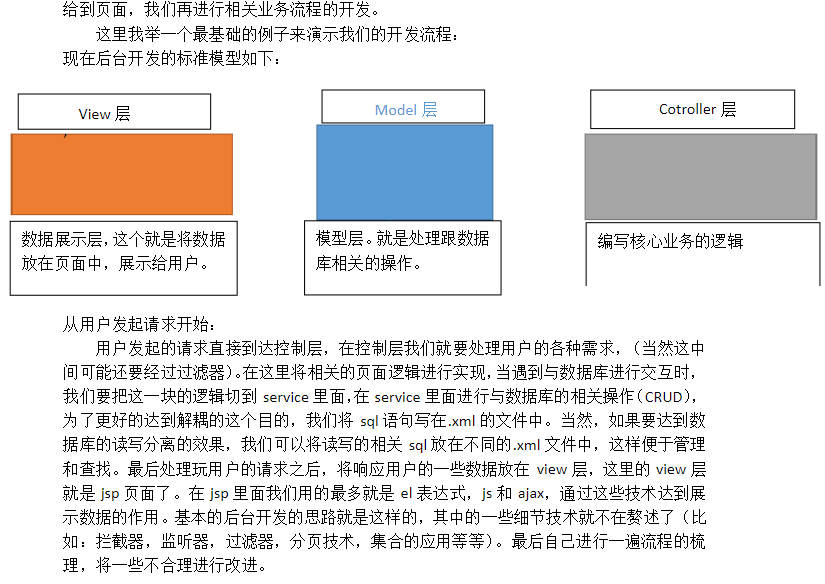 给到页面，我们再进行相关业务流程的开发。
这里我举一个最基础的例子来演示我们的开发流程：
现在后台开发的标准模型如下：
View 层
Model 层
Cotroller 层
数据展示层，这个就是将数据
放在页面中，展示给用户。
模型层。就是处理跟数据
库相关的操作。
编写核心业务的逻辑
从用户发起请求开始：
用户发起的请求直接到达控制层，在控制层我们就要处理用户的各种需求，（当然这中
间可能还要经过过滤器）。在这里将相关的页面逻辑进行实现，当遇到与数据库进行交互时，
我们要把这一块的逻辑切到 service 里面，在 service 里面进行与数据库的相关操作（CRUD），
为了更好的达到解耦的这个目的，我们将 sql 语句写在.xml 的文件中。当然，如果要达到数
据库的读写分离的效果，我们可以将读写的相关 sql 放在不同的.xml 文件中，这样便于管理
和查找。最后处理玩用户的请求之后，将响应用户的一些数据放在 view 层，这里的 view 层
就是 jsp 页面了。在 jsp 里面我们用的最多就是 el 表达式，js 和 ajax，通过这些技术达到展
示数据的作用。基本的后台开发的思路就是这样的，其中的一些细节技术就不在赘述了（比
如：拦截器，监听器，过滤器，分页技术，集合的应用等等）。最后自己进行一遍流程的梳
理，将一些不合理进行改进。